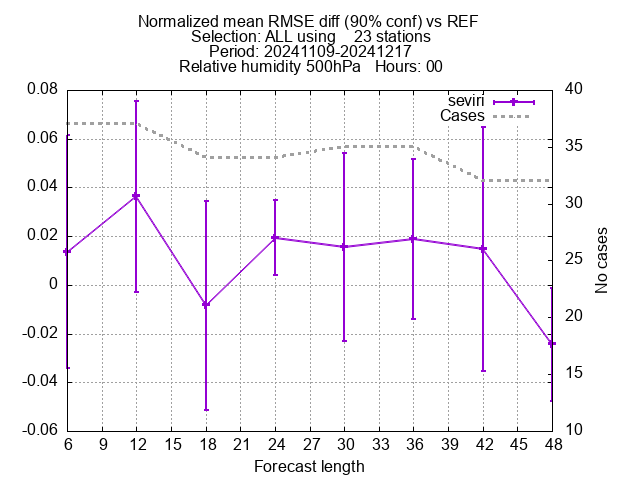 Normalized mean RMSE diff (90% conf) vs REF
Selection: ALL using    23 stations
Period: 20241109-20241217
Relative humidity 500hPa   Hours: 00
0.08
0.06
0.04
0.02
0
-0.02
-0.04
-0.06
seviri
Cases
40
35
30
25
20
15
10
No cases
6 9 12 15 18 21 24 27 30 33 36 39 42 45 48
Forecast length